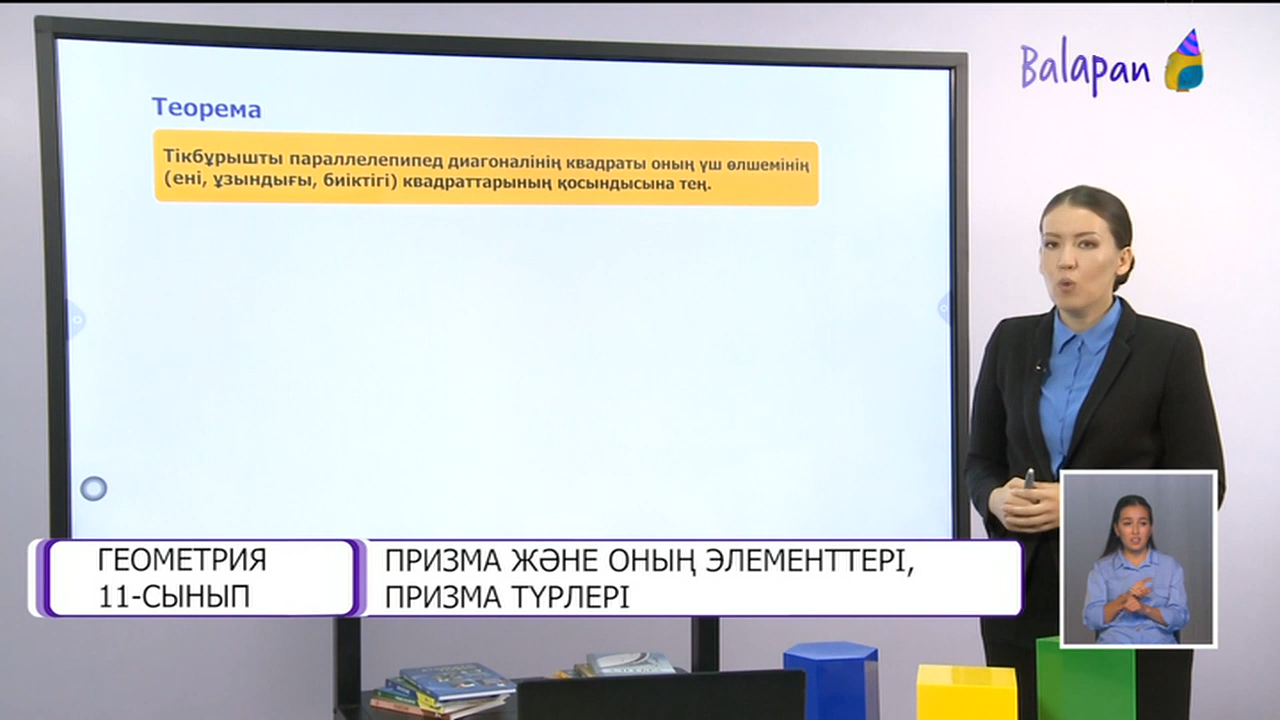 Balapan
Теорема
Тікбұрышты параллелепипед диагоналінің квадраты оның үш өлшемінің
(ені, ұзындығы, биіктігі) квадраттарының қосындысына тең.
ГЕОМЕТРИЯ
11-СЫНЫП
ПРИЗМА ЖӘНЕ ОНЫҢ ЭЛЕМЕНТТЕРІ,
ПРИЗМА ТҮРЛЕРІ